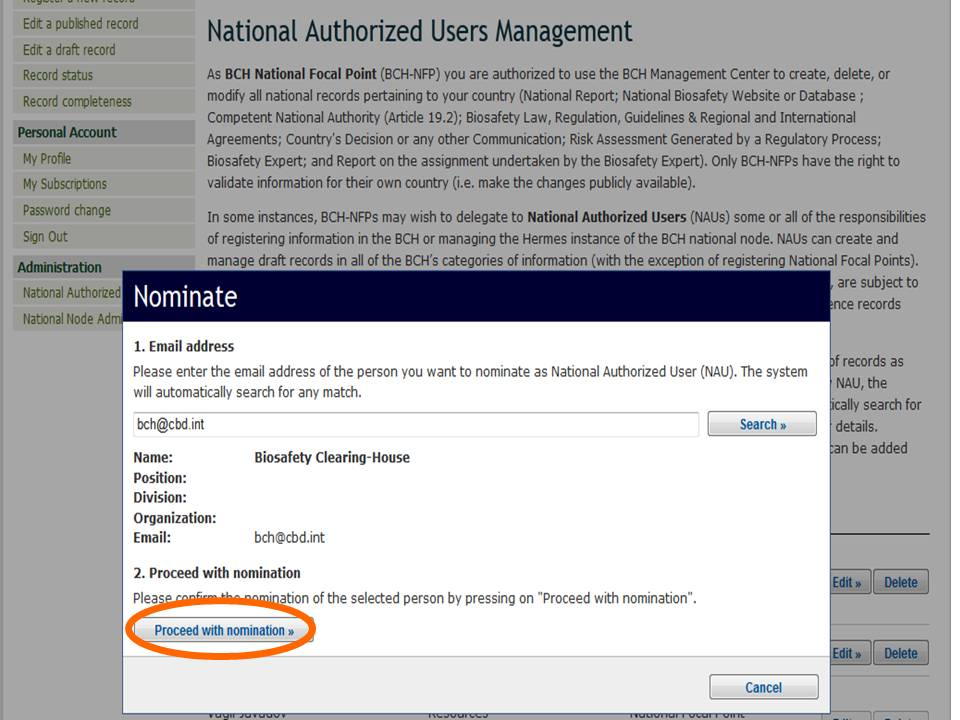 Register a new record
Edit a published record
Edit a draft record
Record status
Record completeness
Personal Account
My Profile
My Subscriptions
Password change
Sign Out
Administration
National Authorized
National Node Admi
National Authorized Users Management
As BCH National Focal Point (BCH-NFP) you are authorized to use the BCH Management Center to create, delete, or
modify all national records pertaining to your country (National Report; National Biosafety Website or Database ;
Competent National Authority (Article 19.2); Biosafety Law, Regulation, Guidelines & Regional and International
Agreements; Country's Decision or any other Communication; Risk Assessment Generated by a Regulatory Process;
Biosafety Expert; and Report on the assignment undertaken by the Biosafety Expert). Only BCH-NFPs have the right to
validate information for their own country (i.e. make the changes publicly available).
In some instances, BCH-NFPs may wish to delegate to National Authorized Users (NAUs) some or all of the responsibilities
of registering information in the BCH or managing the Hermes instance of the BCH national node. NAUs can create and
manage draft records in all of the BCH's categories of information (with the exception of registering National Focal Points).
, are subject to
ence records
of records as
NAU, the
ically search for
details.
can be added
Nominate
1. Email address
Please enter the email address of the person you want to nominate as National Authorized User (NAU). The system
will automatically search for any match.
bch@cbd.int
Search »
Name: Biosafety Clearing-House
Position:
Division:
Organization:
Email: bch@cbd.int
2. Proceed with nomination
Please confirm the nomination of the selected person by pressing on "Proceed with nomination".
Proceed with nomination »
Cancel
Edit » Delete
Edit » Delete
Vagif Javadov Resources National Focal Point